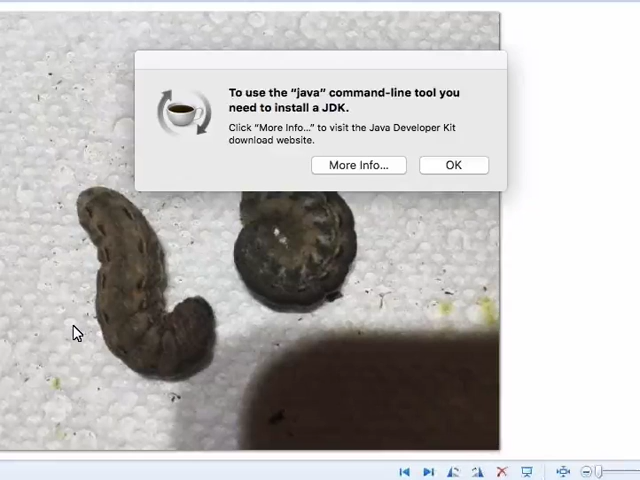 To use the “java” command-line tool you
need to install a JDK.
Click “More Info...” to visit the Java Developer Kit
download website.
More Info...
OK